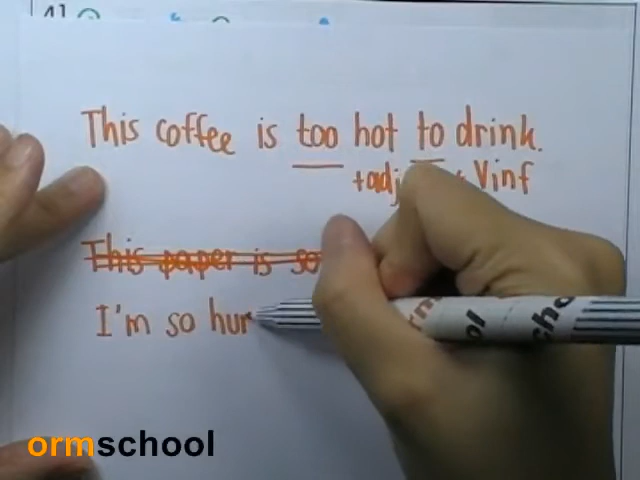 This coffee is too hot to drink.
+adj + Vinf
This paper is so
I'm so hur
ormschool